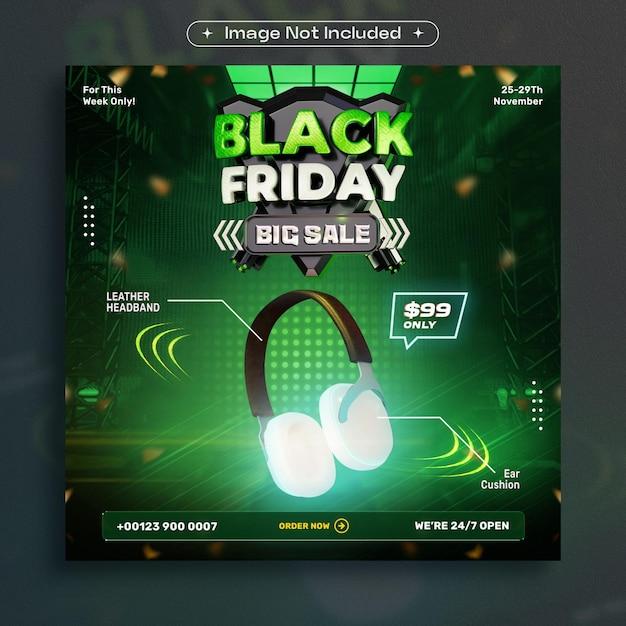 Image Not Included
For This
Week Only!
25-29Th
November
BLACK
FRIDAY
BIG SALE
LEATHER
HEADBAND
$99
ONLY
Ear
Cushion
+00123 900 0007
ORDER NOW
WE'RE 24/7 OPEN